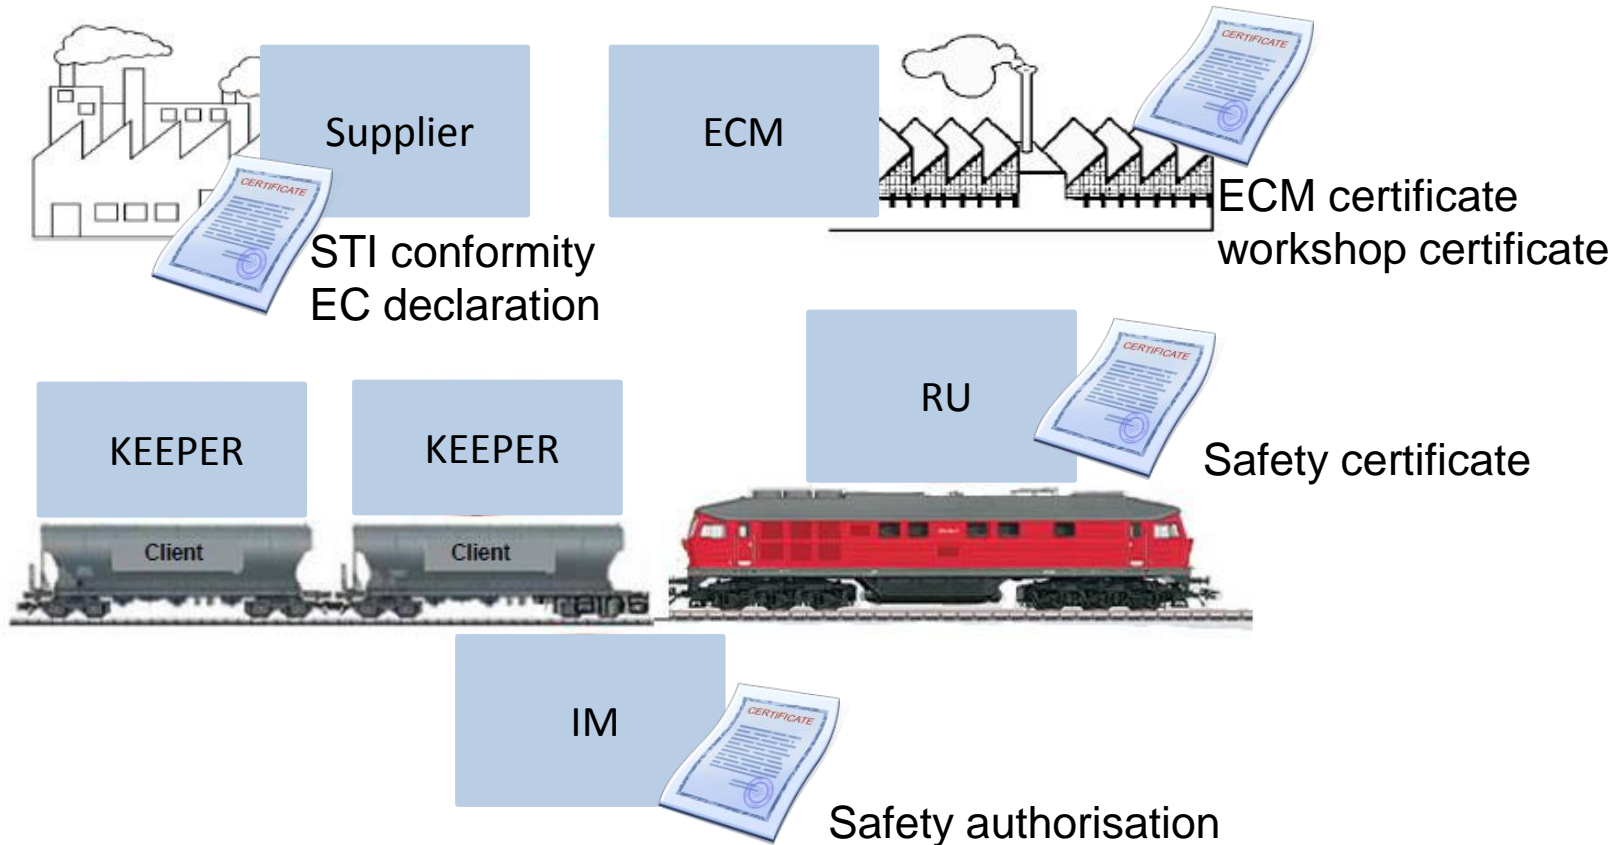 CERTIFICATE
Supplier
ECM
CERTIFICATE
ECM certificate
workshop certificate
STI conformity
EC declaration
RU
CERTIFICATE
Safety certificate
KEEPER
KEEPER
Client
Client
IM
CERTIFICATE
Safety authorisation